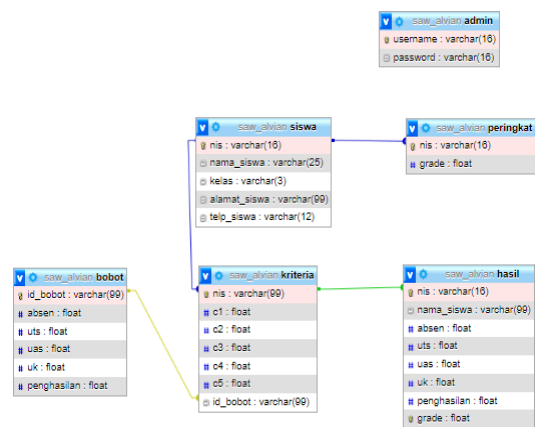 saw_alvian admin
username : varchar(16)
password : varchar(16)
saw_alvian siswa
nis : varchar(16)
nama_siswa : varchar(25)
kelas : varchar(3)
alamat_siswa : varchar(99)
telp_siswa : varchar(12)
saw_alvian peringkat
nis : varchar(16)
grade : float
saw_alvian bobot
id_bobot : varchar(99)
absen : float
uts : float
uas : float
uk : float
penghasilan : float
saw_alvian kriteria
nis : varchar(99)
c1 : float
c2 : float
c3 : float
c4 : float
c5 : float
id_bobot : varchar(99)
saw_alvian hasil
nis : varchar(16)
nama_siswa : varchar(99)
absen : float
uts : float
uas : float
uk : float
penghasilan : float
grade : float